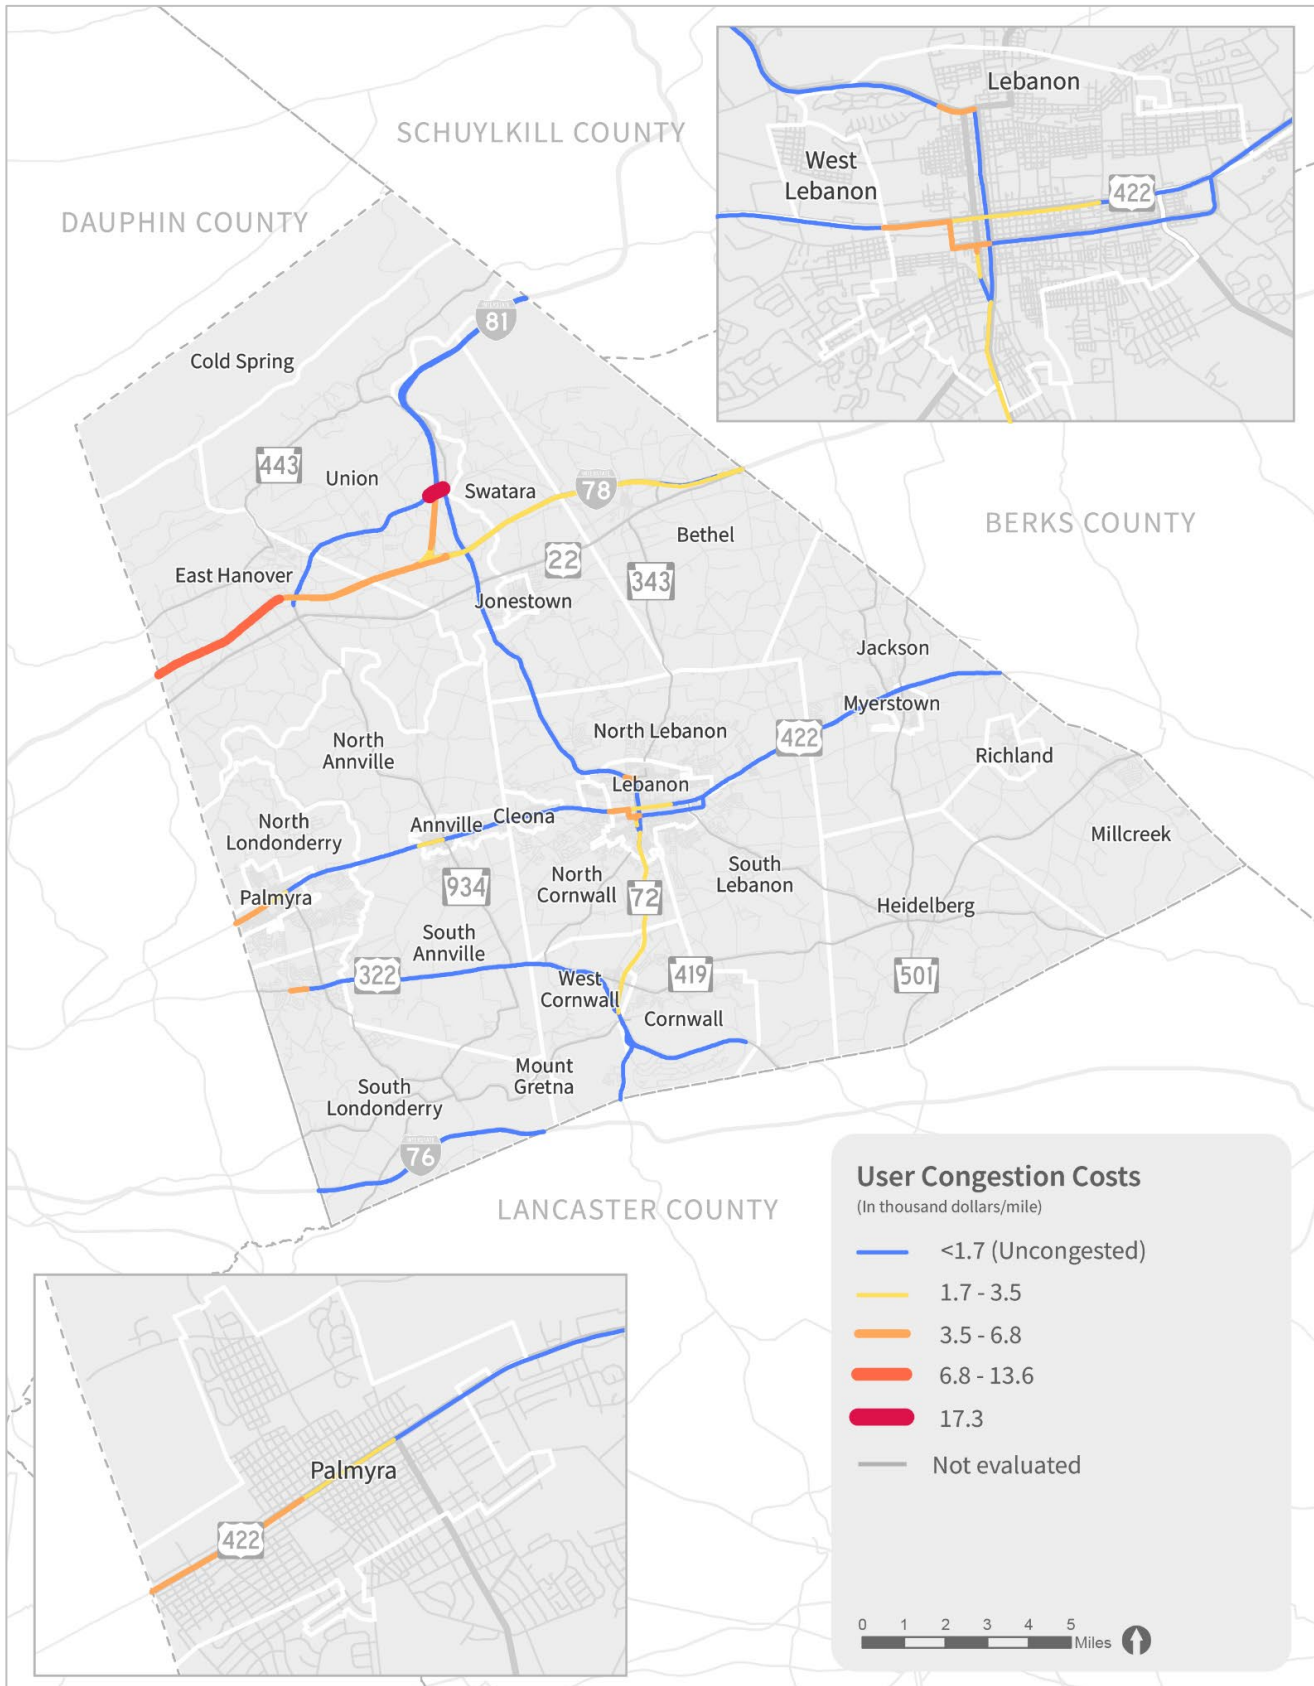 SCHUYLKILL COUNTY
DAUPHIN COUNTY
Lebanon
West
Lebanon
422
81
Cold Spring
443
Union
Swatara
78
Bethel
BERKS COUNTY
22
343
East Hanover
Jonestown
Jackson
Myerstown
North Lebanon
422
North
Annville
Richland
Lebanon
Cleona
Annville
North
Londonderry
Millcreek
934
North
Cornwall
South
Lebanon
72
Palmyra
Heidelberg
South
Annville
322
West
Cornwall
419
501
Cornwall
Mount
Gretna
South
Londonderry
76
LANCASTER COUNTY
User Congestion Costs
(In thousand dollars/mile)
<1.7 (Uncongested)
1.7 - 3.5
3.5 - 6.8
6.8 - 13.6
17.3
Not evaluated
0 1 2 3 4 5
Miles
Palmyra
422